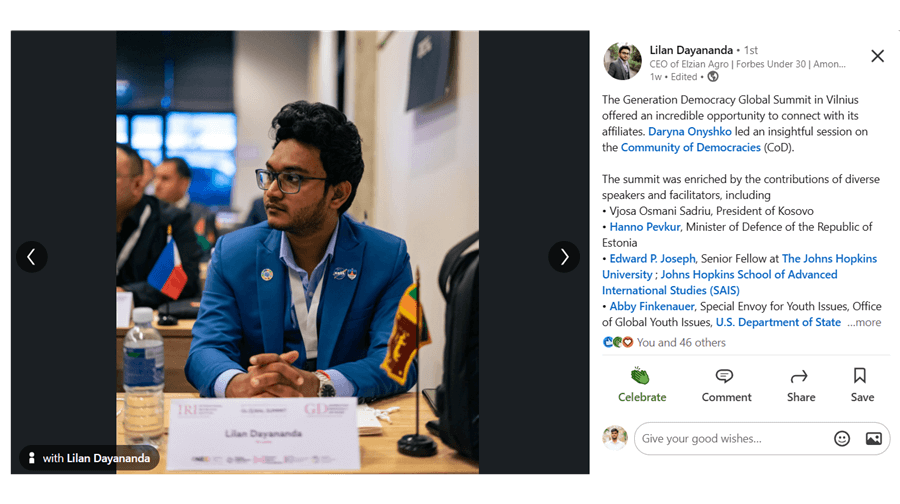 Lilan Dayananda • 1st
CEO of Elzian Agro | Forbes Under 30 | Amon...
1w • Edited •
The Generation Democracy Global Summit in Vilnius
offered an incredible opportunity to connect with its
affiliates. Daryna Onyshko led an insightful session on
the Community of Democracies (CoD).
The summit was enriched by the contributions of diverse
speakers and facilitators, including
• Vjosa Osmani Sadriu, President of Kosovo
• Hanno Pevkur, Minister of Defence of the Republic of
Estonia
• Edward P. Joseph, Senior Fellow at The Johns Hopkins
University ; Johns Hopkins School of Advanced
International Studies (SAIS)
• Abby Finkenauer, Special Envoy for Youth Issues, Office
of Global Youth Issues, U.S. Department of State ...more
You and 46 others
Celebrate
Comment
Share
Save
Give your good wishes...
IRI
GLOBAL SUMMIT
GD
Lilan Dayananda
with Lilan Dayananda